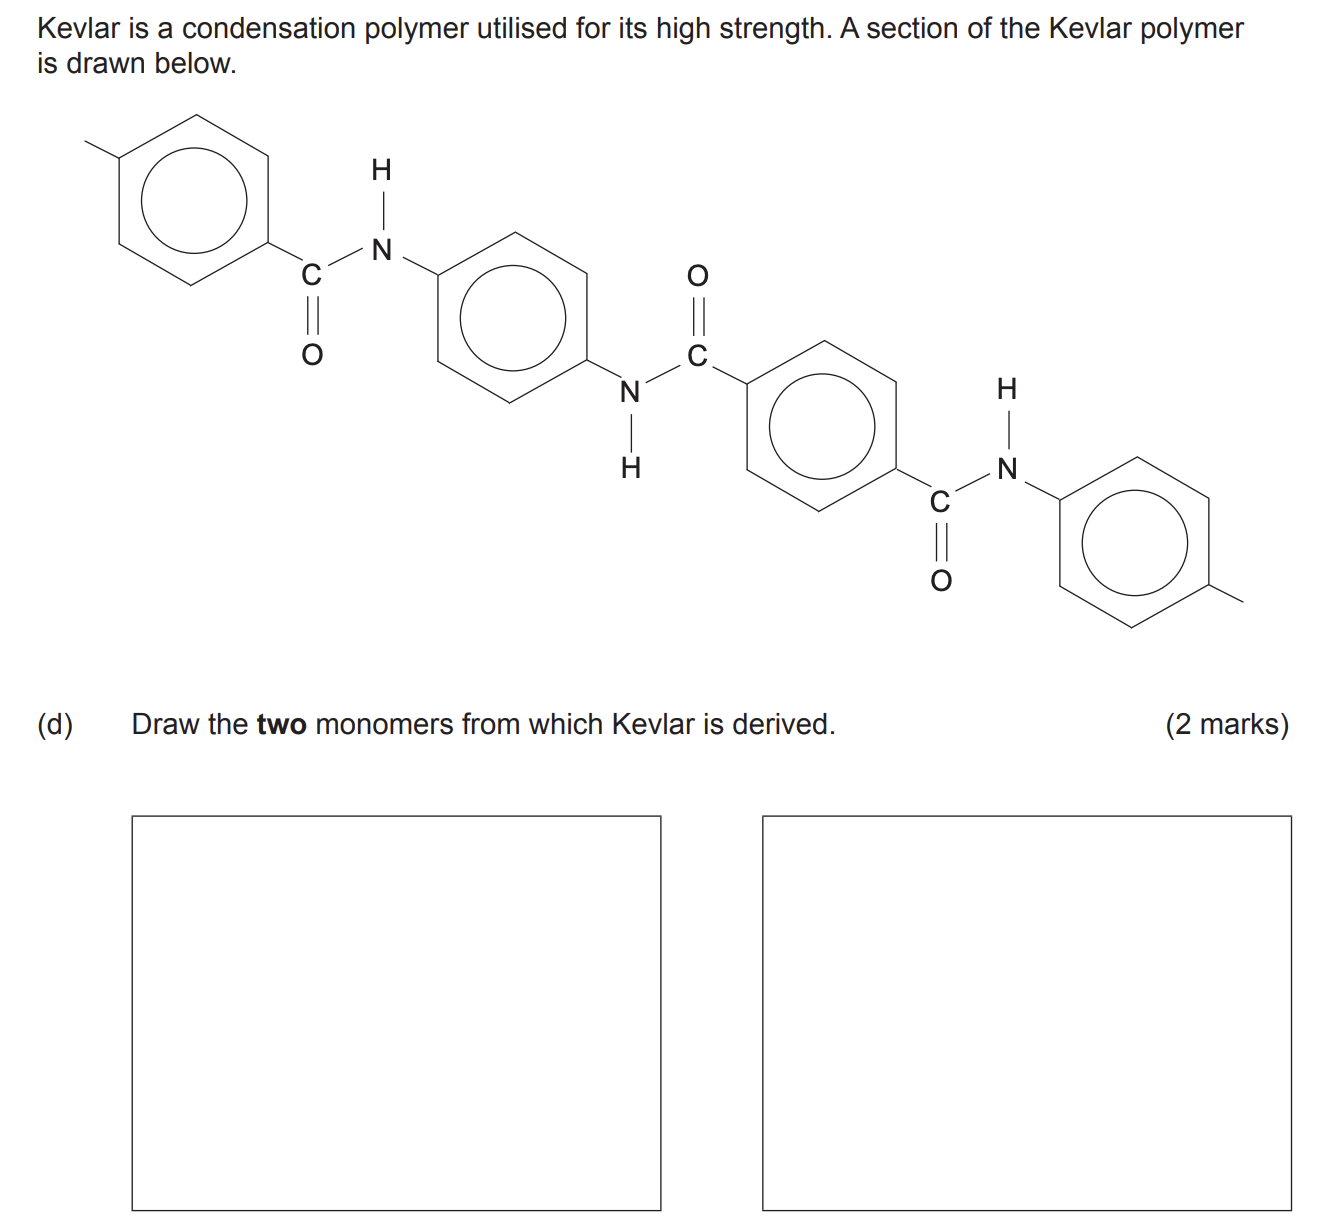 Kevlar is a condensation polymer utilised for its high strength. A section of the Kevlar polymer
is drawn below.
H
N
C
O
O
C
N
H
H
N
C
O
(d) Draw the two monomers from which Kevlar is derived. (2 marks)